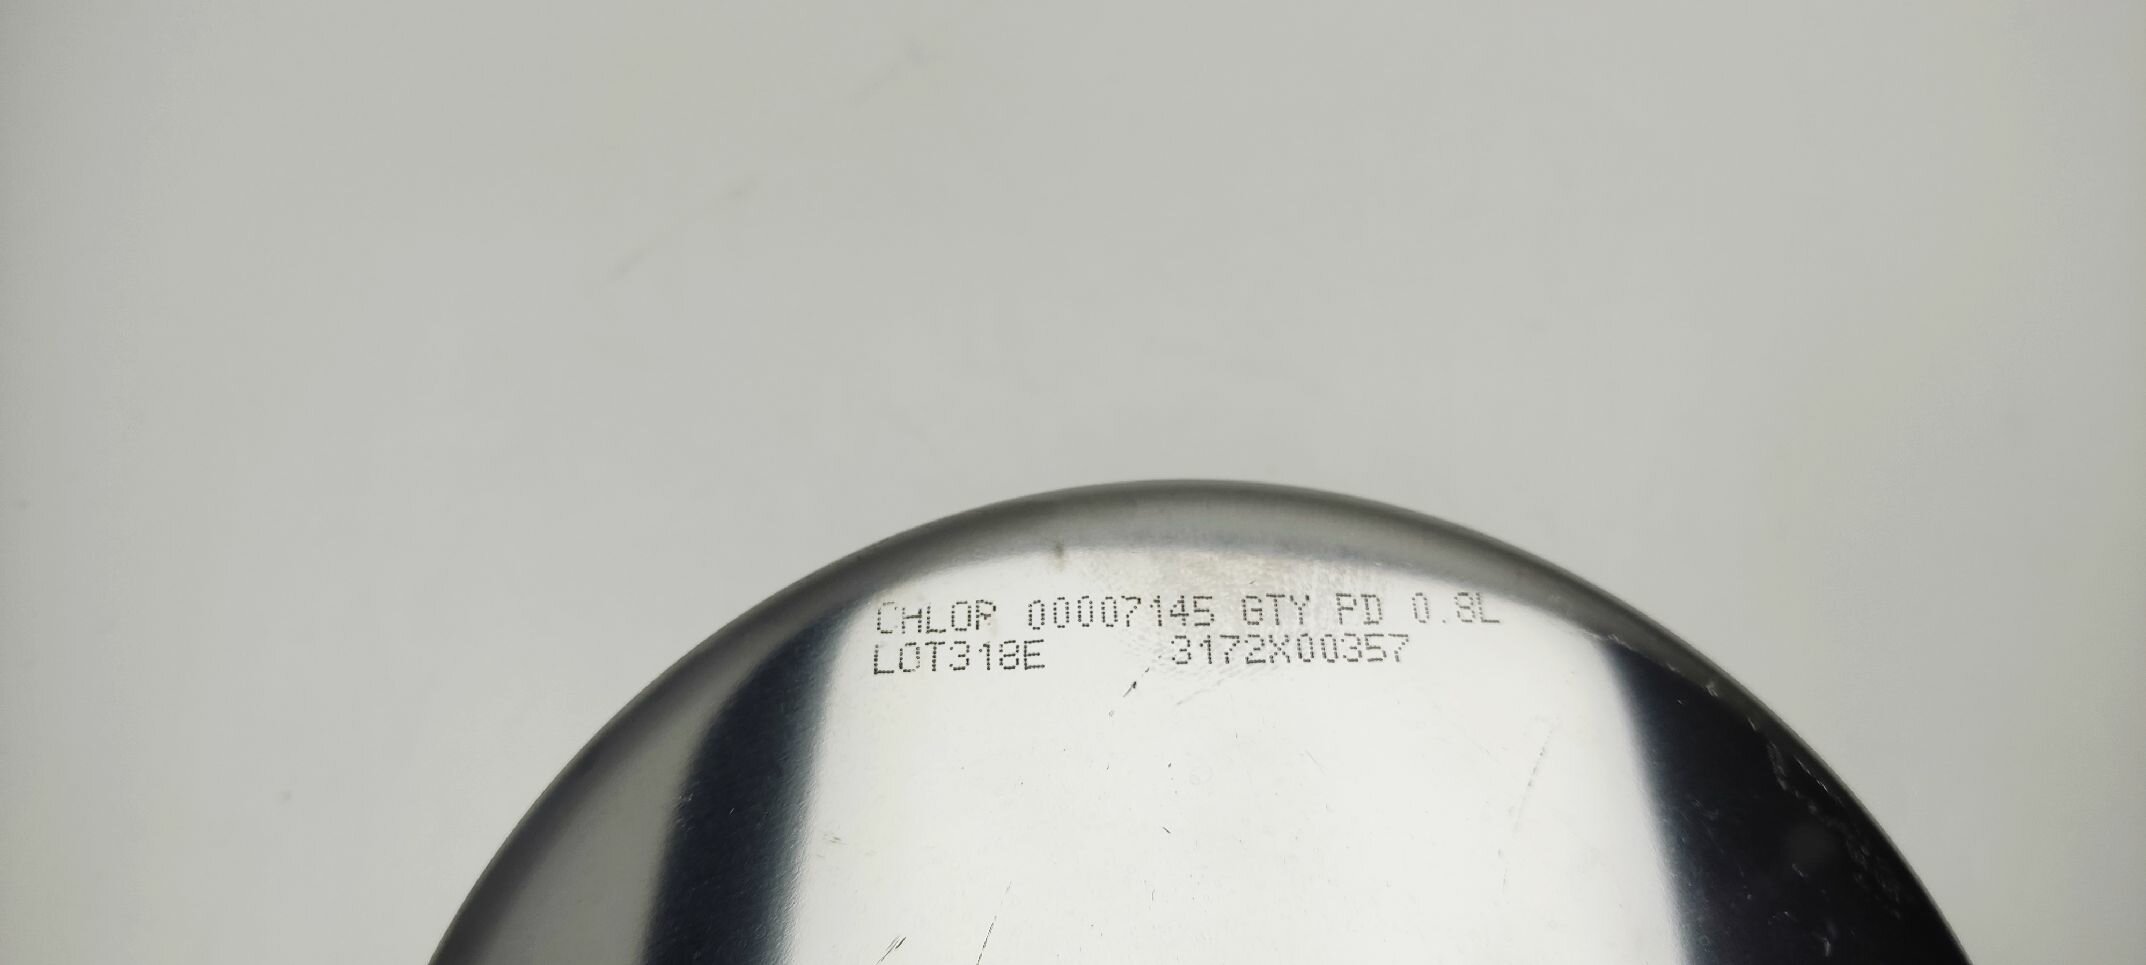 CHLOR 00007145 GTY PD 0.8L
LOT318E 3172X00357